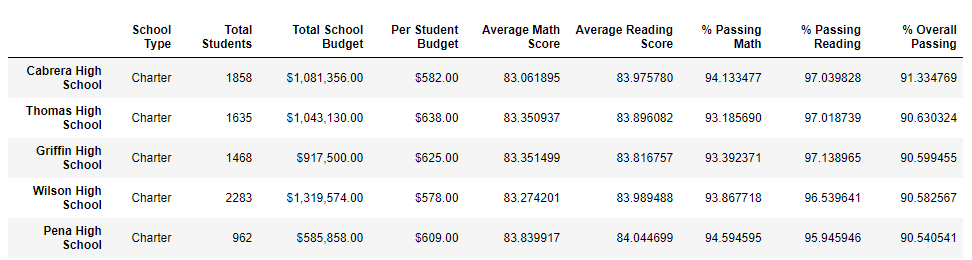 School Type Total Students Total School Budget Per Student Budget Average Math Score Average Reading Score % Passing Math % Passing Reading % Overall Passing
Cabrera High School Charter 1858 $1,081,356.00 $582.00 83.061895 83.975780 94.133477 97.039828 91.334769
Thomas High School Charter 1635 $1,043,130.00 $638.00 83.350937 83.896082 93.185690 97.018739 90.630324
Griffin High School Charter 1468 $917,500.00 $625.00 83.351499 83.816757 93.392371 97.138965 90.599455
Wilson High School Charter 2283 $1,319,574.00 $578.00 83.274201 83.989488 93.867718 96.539641 90.582567
Pena High School Charter 962 $585,858.00 $609.00 83.839917 84.044699 94.594595 95.945946 90.540541